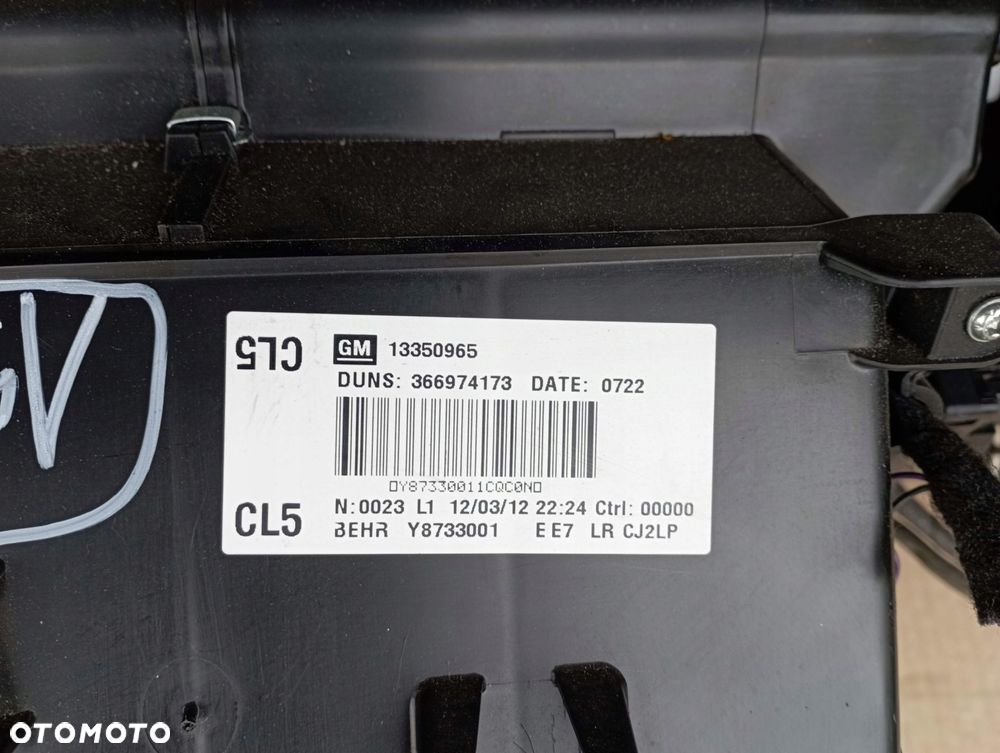 CL5
GM 13350965
DUNS: 366974173 DATE: 0722
Y87330011CQC0N
CL5
N:0023 L1 12/03/12 22:24 Ctrl: 00000
BEHR Y8733001 E E7 LR CJ2LP
V
OTOMOTO